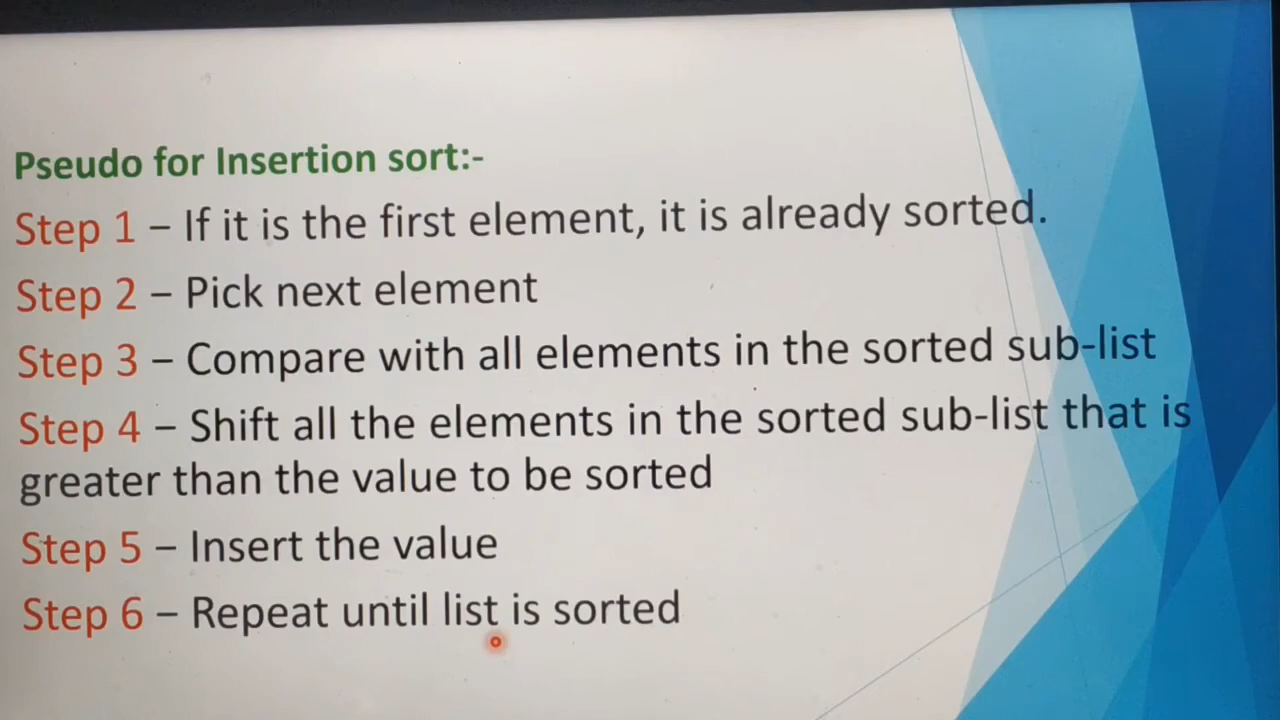 Pseudo for Insertion sort:-
Step 1 – If it is the first element, it is already sorted.
Step 2 – Pick next element
Step 3 – Compare with all elements in the sorted sub-list
Step 4 – Shift all the elements in the sorted sub-list that is
greater than the value to be sorted
Step 5 – Insert the value
Step 6 – Repeat until list is sorted